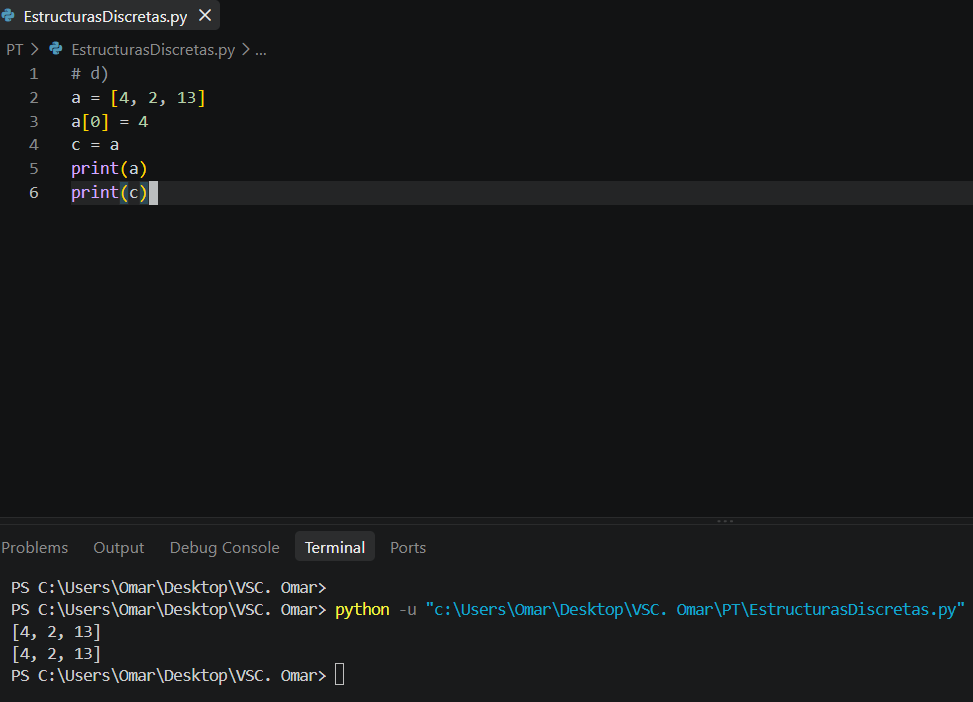 EstructurasDiscretas.py
PT > EstructurasDiscretas.py > ...
1 # d)
2 a = [4, 2, 13]
3 a[0] = 4
4 c = a
5 print(a)
6 print(c)
Problems Output Debug Console Terminal Ports
PS C:\Users\Omar\Desktop\VSC. Omar>
PS C:\Users\Omar\Desktop\VSC. Omar> python -u "c:\Users\Omar\Desktop\VSC. Omar\PT\EstructurasDiscretas.py"
[4, 2, 13]
[4, 2, 13]
PS C:\Users\Omar\Desktop\VSC. Omar>